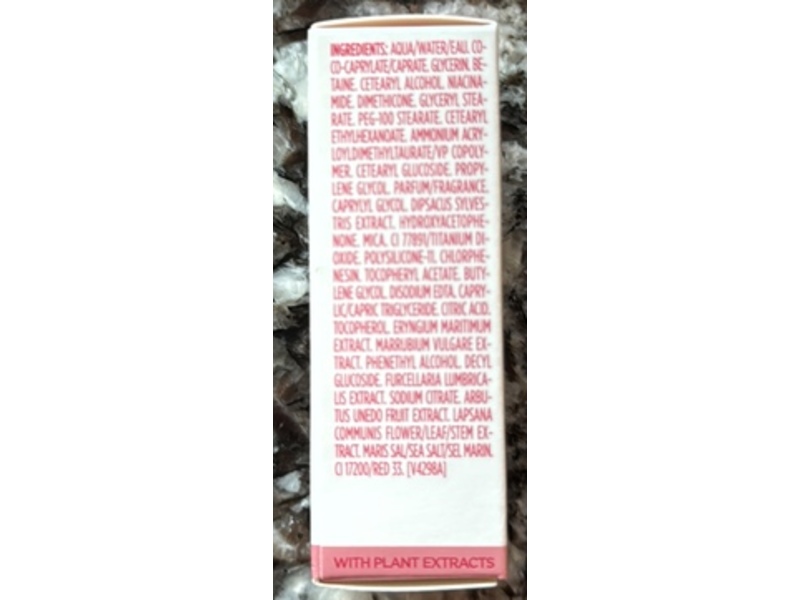 INGREDIENTS: AQUA/WATER/EAU. CO-
CO-CAPRYLATE/CAPRATE. GLYCERIN. BE-
TAINE. CETEARYL ALCOHOL. NIACINA-
MIDE. DIMETHICONE. GLYCERYL STEA-
RATE. PEG-100 STEARATE. CETEARYL
ETHYLHEXANOATE. AMMONIUM ACRY-
LOYLDIMETHYLTAURATE/VP COPOLY-
MER. CETEARYL GLUCOSIDE. PROPY-
LENE GLYCOL. PARFUM/FRAGRANCE.
CAPRYLYL GLYCOL. DIPSACUS SYLVES-
TRIS EXTRACT. HYDROXYACETOPHE-
NONE. MICA. CI 77891/TITANIUM DI-
OXIDE. POLYSILICONE-11. CHLORPHE-
NESIN. TOCOPHERYL ACETATE. BUTY-
LENE GLYCOL. DISODIUM EDTA. CAPRY-
LIC/CAPRIC TRIGLYCERIDE. CITRIC ACID.
TOCOPHEROL. ERYNGIUM MARITIMUM
EXTRACT. MARRUBIUM VULGARE EX-
TRACT. PHENETHYL ALCOHOL. DECYL
GLUCOSIDE. FURCELLARIA LUMBRICA-
LIS EXTRACT. SODIUM CITRATE. ARBU-
TUS UNEDO FRUIT EXTRACT. LAPSANA
COMMUNIS FLOWER/LEAF/STEM EX-
TRACT. MARIS SAL/SEA SALT/SEL MARIN.
CI 17200/RED 33. [V4298A]
WITH PLANT EXTRACTS